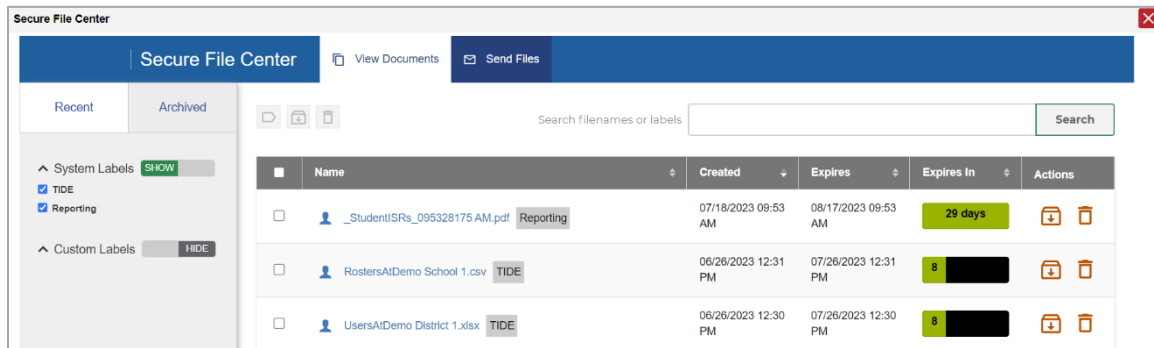 Secure File Center
Secure File Center View Documents Send Files
Recent Archived Search filenames or labels Search
System Labels SHOW
TIDE
Reporting
Custom Labels HIDE
Name Created Expires Expires In Actions
_StudentISRs_095328175 AM.pdf Reporting 07/18/2023 09:53 AM 08/17/2023 09:53 AM 29 days
RostersAtDemo School 1.csv TIDE 06/26/2023 12:31 PM 07/26/2023 12:31 PM 8
UsersAtDemo District 1.xlsx TIDE 06/26/2023 12:30 PM 07/26/2023 12:30 PM 8